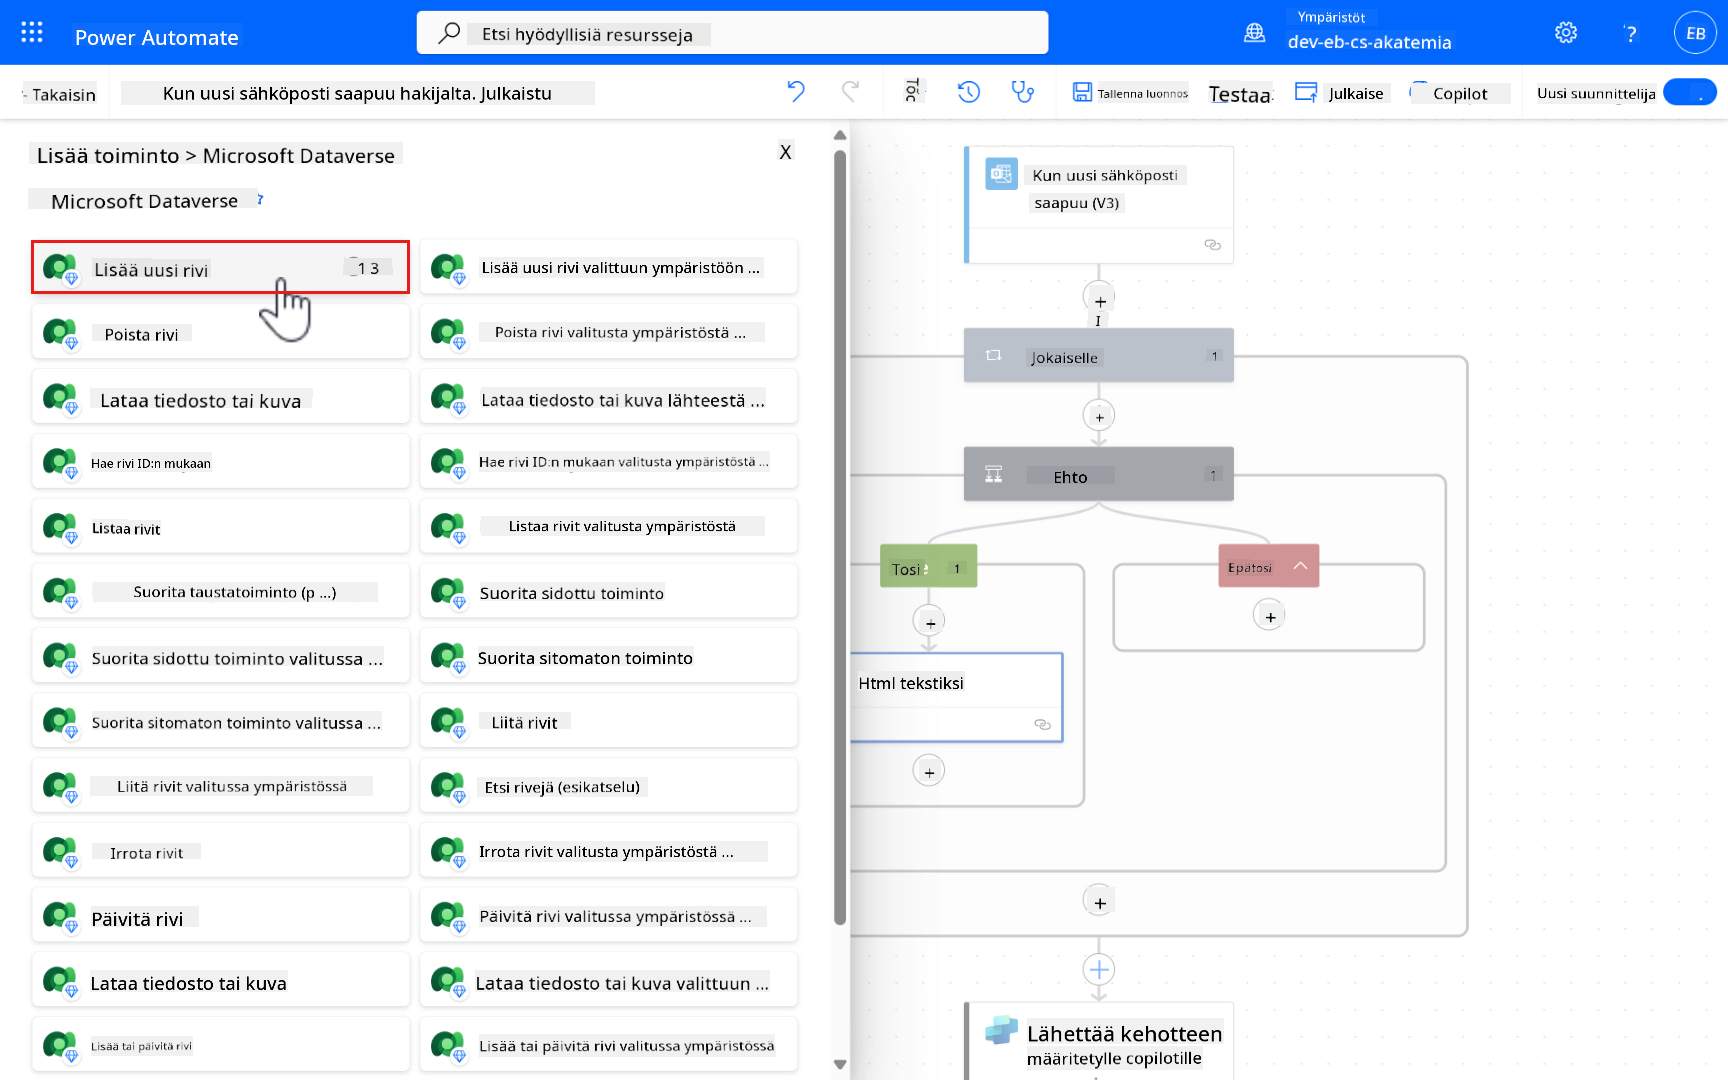 Power Automate
Etsi hyödyllisiä resursseja
Ympäristöt
dev-eb-cs-akatemia
?
EB
Takaisin
Kun uusi sähköposti saapuu hakijalta. Julkaistu
Tallenna luonnos
Testaa
Julkaise
Copilot
Uusi suunnittelija
Lisää toiminto > Microsoft Dataverse
X
Microsoft Dataverse
Lisää uusi rivi
1 3
Lisää uusi rivi valittuun ympäristöön ...
Poista rivi
Poista rivi valitusta ympäristöstä ...
Lataa tiedosto tai kuva
Lataa tiedosto tai kuva lähteestä ...
Hae rivi ID:n mukaan
Hae rivi ID:n mukaan valitusta ympäristöstä ...
Listaa rivit
Listaa rivit valitusta ympäristöstä
Suorita taustatoiminto (p ...)
Suorita sidottu toiminto
Suorita sidottu toiminto valitussa ...
Suorita sitomaton toiminto
Suorita sitomaton toiminto valitussa ...
Liitä rivit
Liitä rivit valitussa ympäristössä
Etsi rivejä (esikatselu)
Irrota rivit
Irrota rivit valitusta ympäristöstä ...
Päivitä rivi
Päivitä rivi valitussa ympäristössä ...
Lataa tiedosto tai kuva
Lataa tiedosto tai kuva valittuun ...
Lisää tai päivitä rivi
Lisää tai päivitä rivi valitussa ympäristössä
Kun uusi sähköposti
saapuu (V3)
Jokaiselle
1
Ehto
1
Tosi
1
Epätosi
Html tekstiksi
Lähettää kehotteen
määritetylle copilotille